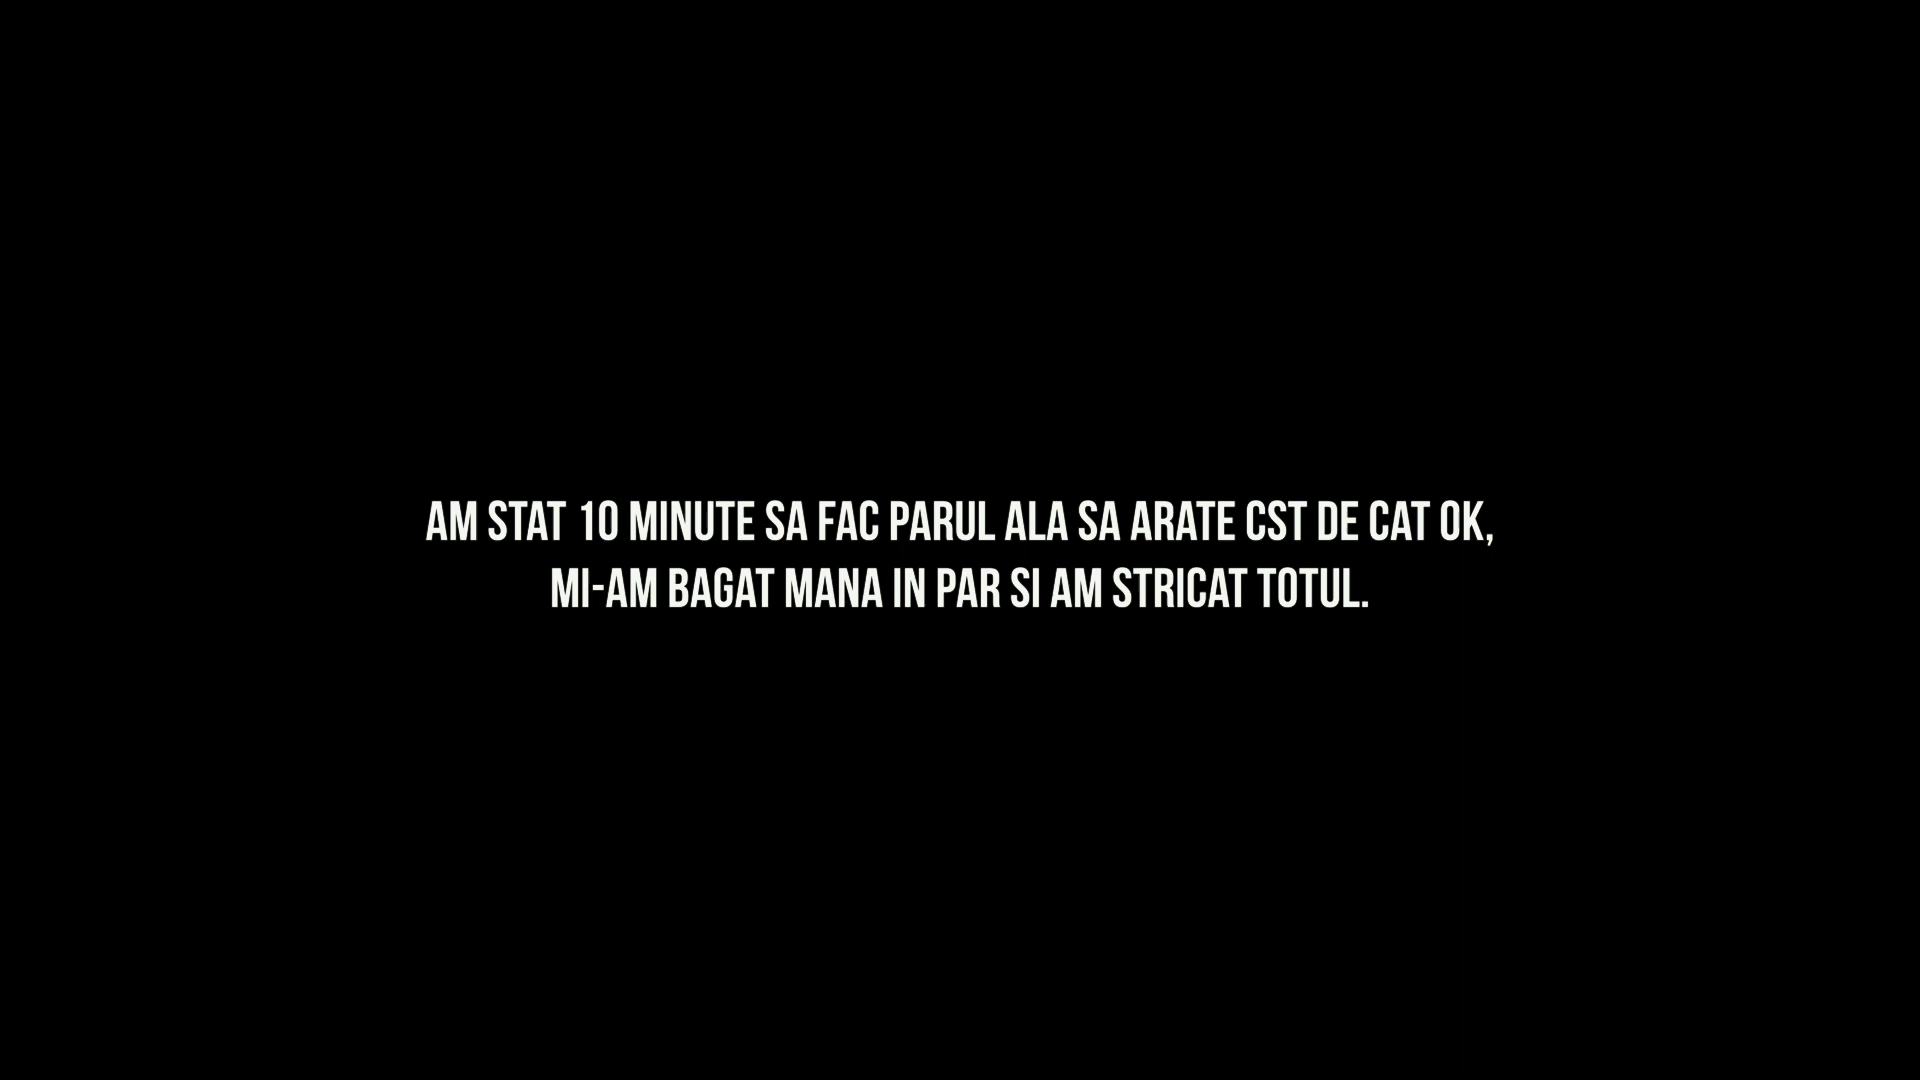 AM STAT 10 MINUTE SA FAC PARUL ALA SA ARATE CST DE CAT OK,
MI-AM BAGAT MANA IN PAR SI AM STRICAT TOTUL.